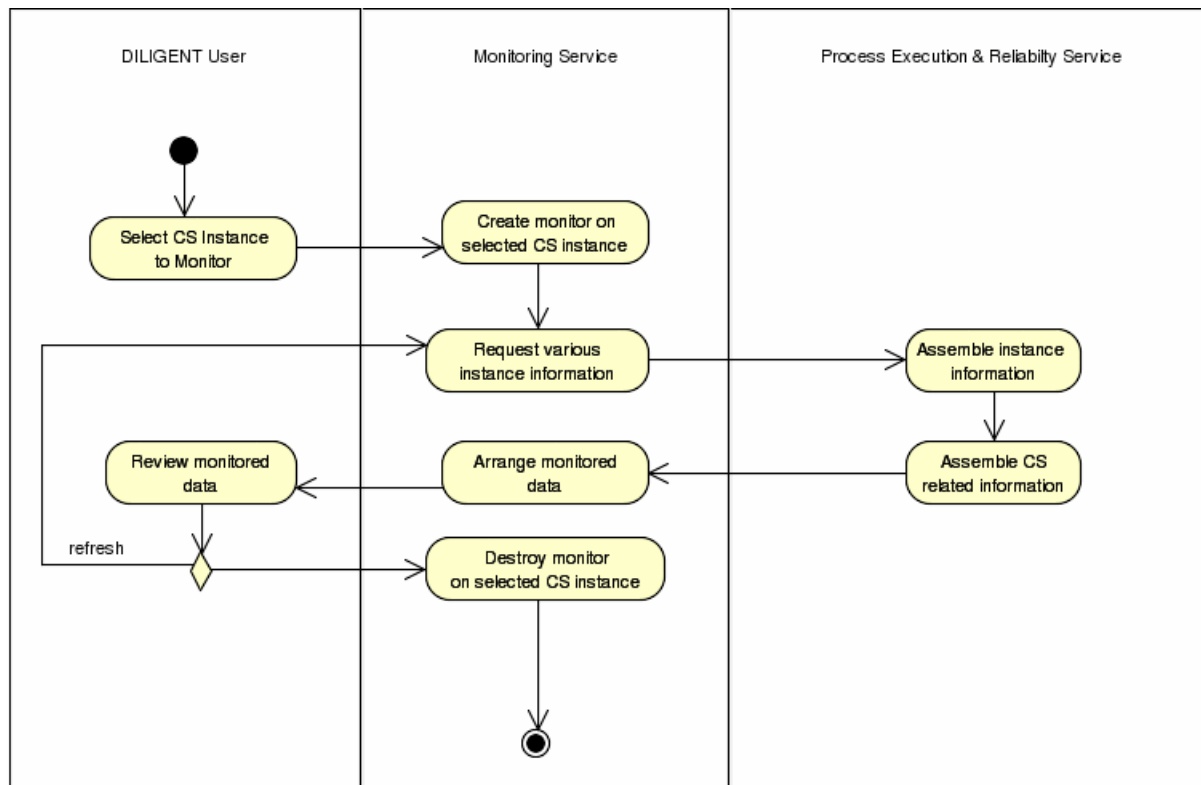 DILIGENT User
Monitoring Service
Process Execution & Reliabilty Service
Select CS Instance
to Monitor
Create monitor on
selected CS instance
Request various
instance information
Assemble instance
information
Review monitored
data
Arrange monitored
data
Assemble CS
related information
refresh
Destroy monitor
on selected CS instance